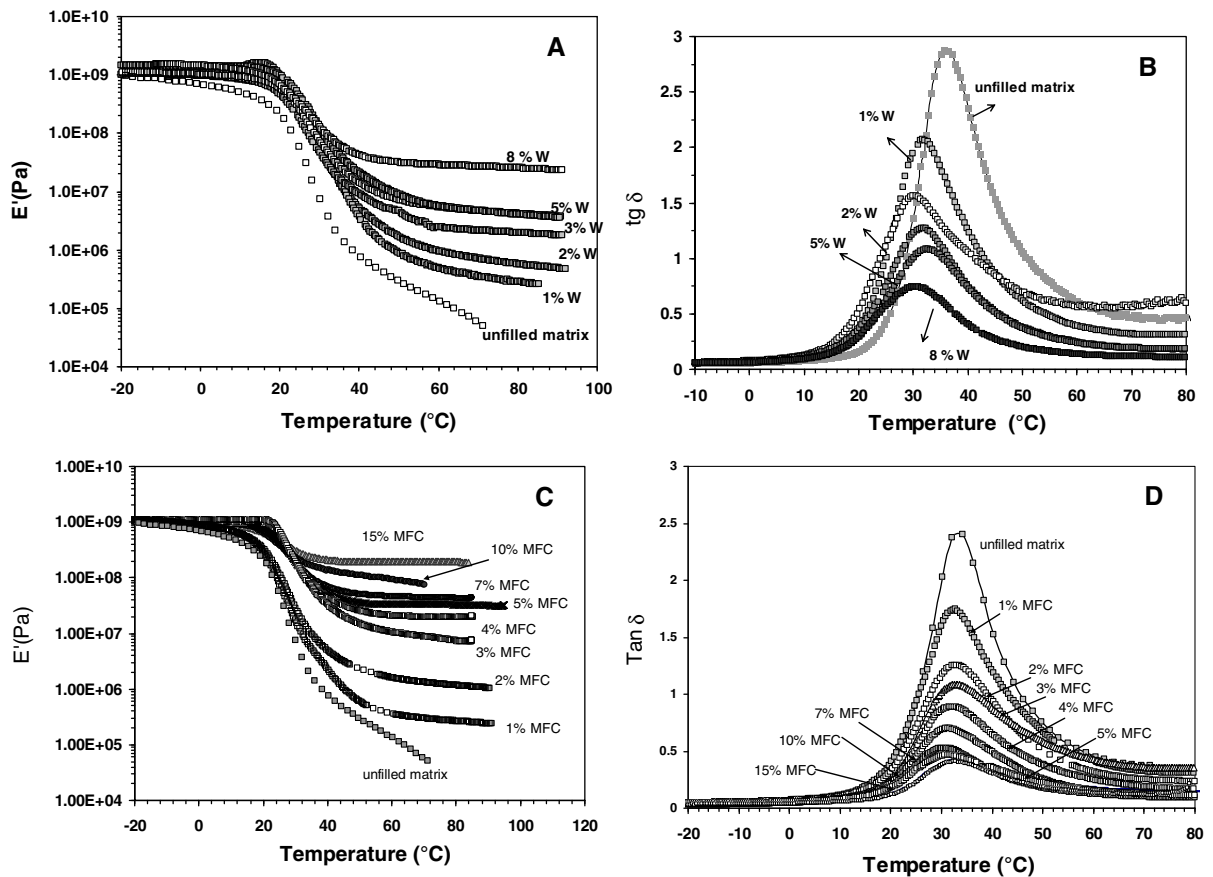 A
E'(Pa)
1.0E+10
1.0E+09
1.0E+08
1.0E+07
1.0E+06
1.0E+05
1.0E+04
8 % W
5% W
3% W
2% W
1% W
unfilled matrix
-20 0 20 40 60 80 100
Temperature (°C)
B
tg δ
3
2.5
2
1.5
1
0.5
0
unfilled matrix
1% W
2% W
5% W
8 % W
-10 0 10 20 30 40 50 60 70 80
Temperature (°C)
C
E'(Pa)
1.00E+10
1.00E+09
1.00E+08
1.00E+07
1.00E+06
1.00E+05
1.00E+04
15% MFC
10% MFC
7% MFC
5% MFC
4% MFC
3% MFC
2% MFC
1% MFC
unfilled matrix
-20 0 20 40 60 80 100 120
Temperature (°C)
D
Tan δ
3
2.5
2
1.5
1
0.5
0
unfilled matrix
1% MFC
2% MFC
3% MFC
4% MFC
5% MFC
7% MFC
10% MFC
15% MFC
-20 -10 0 10 20 30 40 50 60 70 80
Temperature (°C)